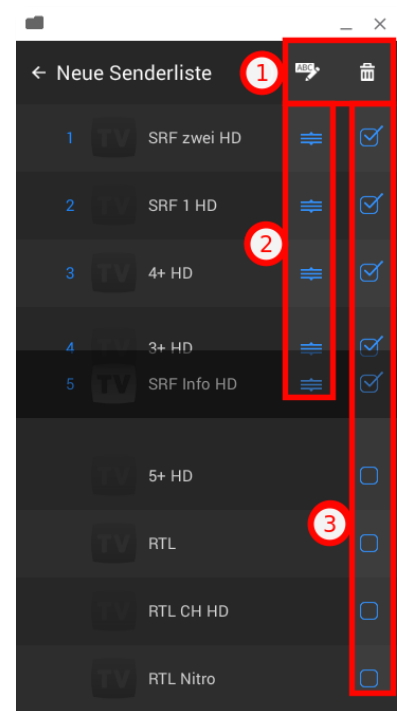 ← Neue Senderliste 1 ABC
1 TV SRF zwei HD
2 TV SRF 1 HD
2
3 TV 4+ HD
4 TV 3+ HD
5 TV SRF Info HD
TV 5+ HD
3
TV RTL
TV RTL CH HD
TV RTL Nitro